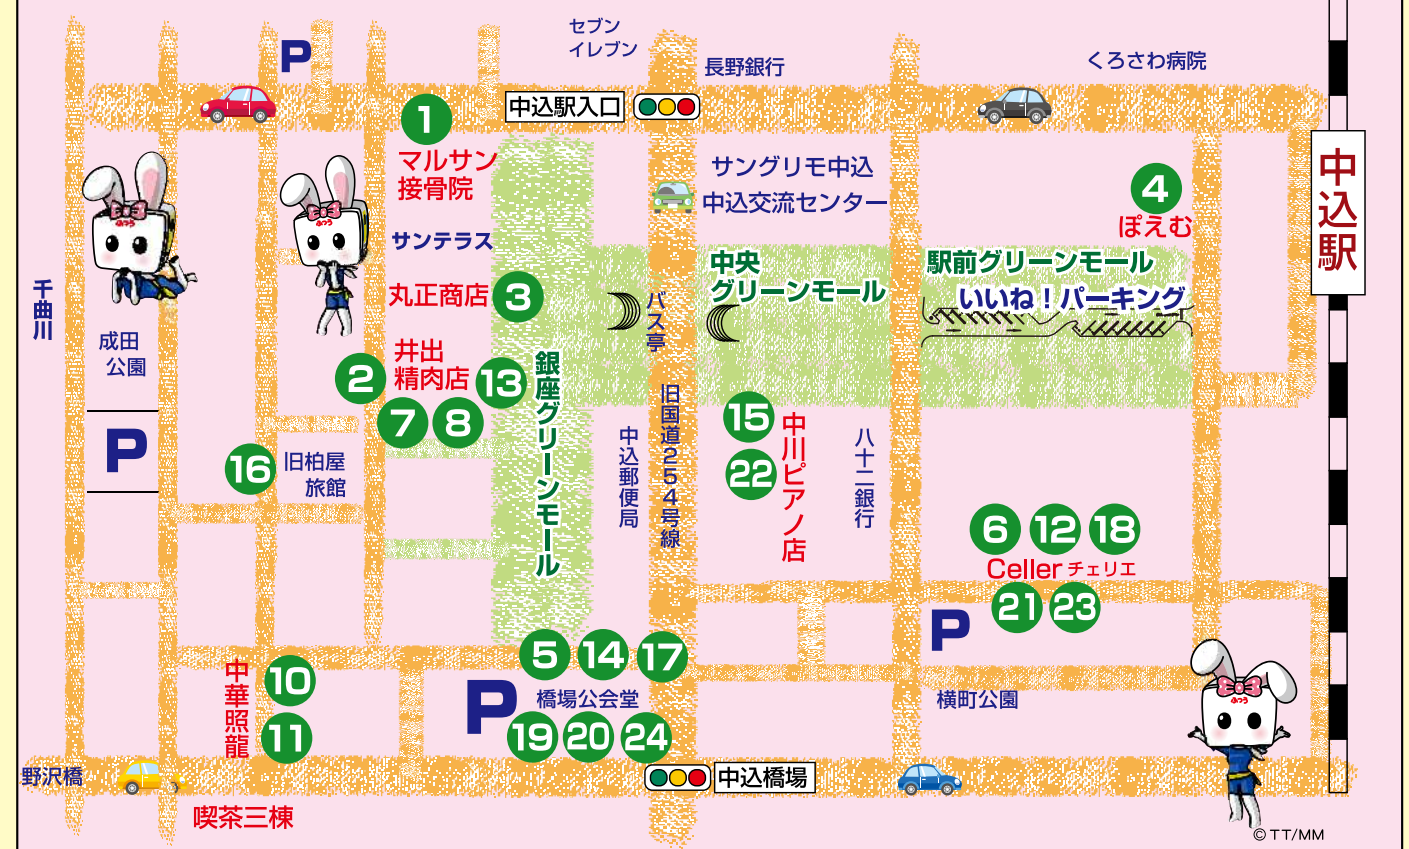 セブン
イレブン
P
長野銀行
くろさわ病院
中込駅入口
1
マルサン
接骨院
サングリモ中込
中込交流センター
4
ぽえむ
中込駅
ふつう
ふつう
サンテラス
中央
グリーンモール
駅前グリーンモール
いいね!パーキング
丸正商店
3
千曲川
バス亭
成田
公園
井出
精肉店
2
13
7
8
銀座グリーンモール
旧国道254号線
中込郵便局
15
22
中川ピアノ店
八十二銀行
P
16
旧柏屋
旅館
6
12
18
Celler チェリエ
21
23
P
5
14
17
中華照龍
10
11
P
橋場公会堂
19
20
24
横町公園
ふつう
野沢橋
中込橋場
喫茶三棟
© TT/MM